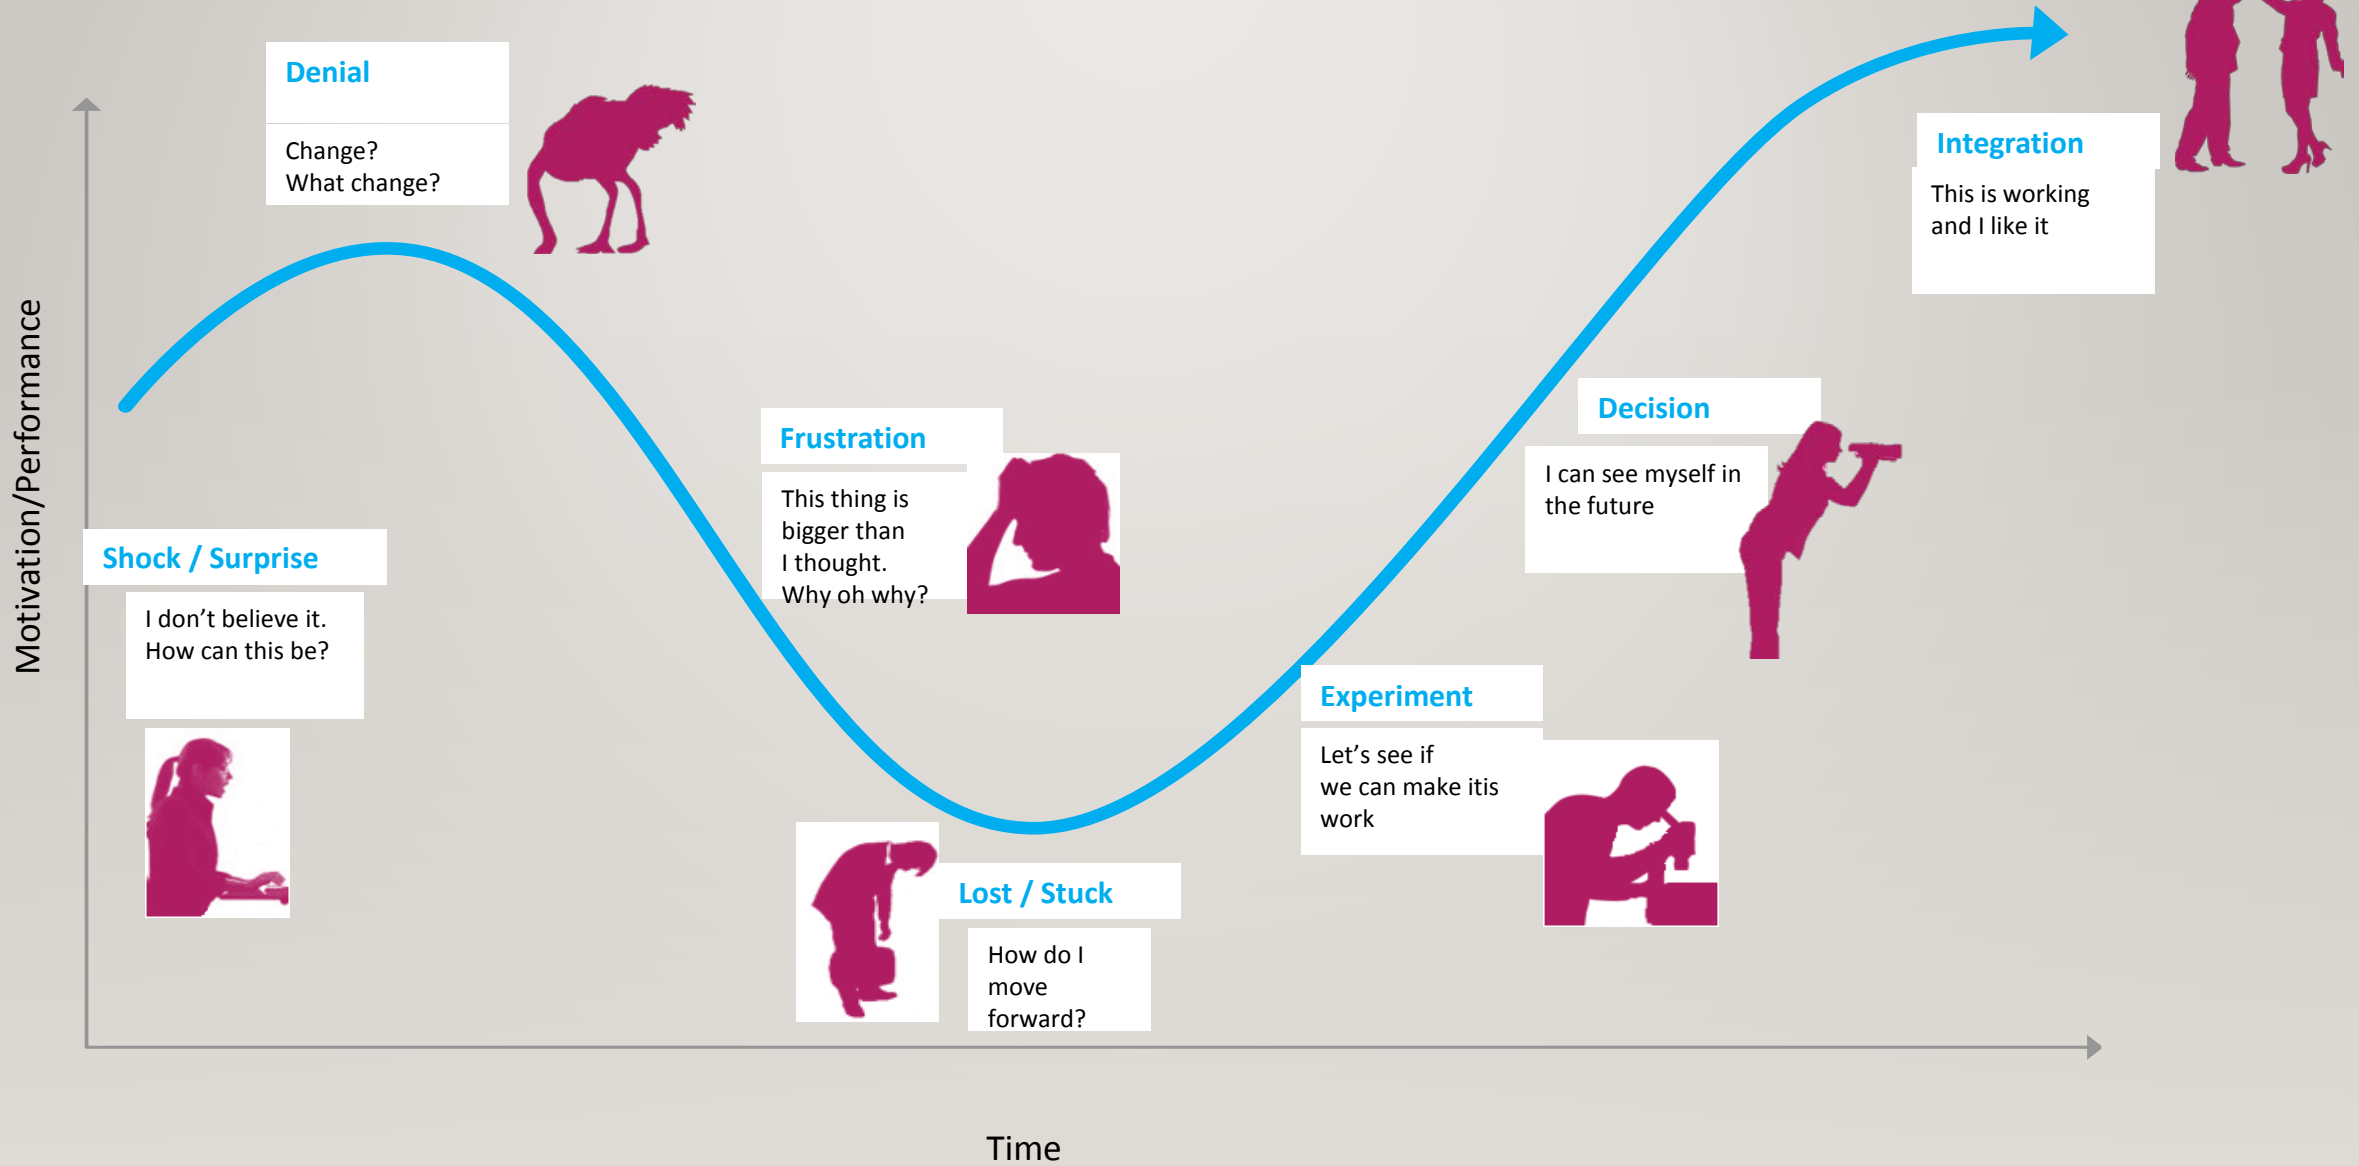 Denial
Change?
What change?
Integration
This is working
and I like it
Motivation/Performance
Decision
I can see myself in
the future
Frustration
This thing is
bigger than
I thought.
Why oh why?
Shock / Surprise
I don’t believe it.
How can this be?
Experiment
Let’s see if
we can make itis
work
Lost / Stuck
How do I
move
forward?
Time